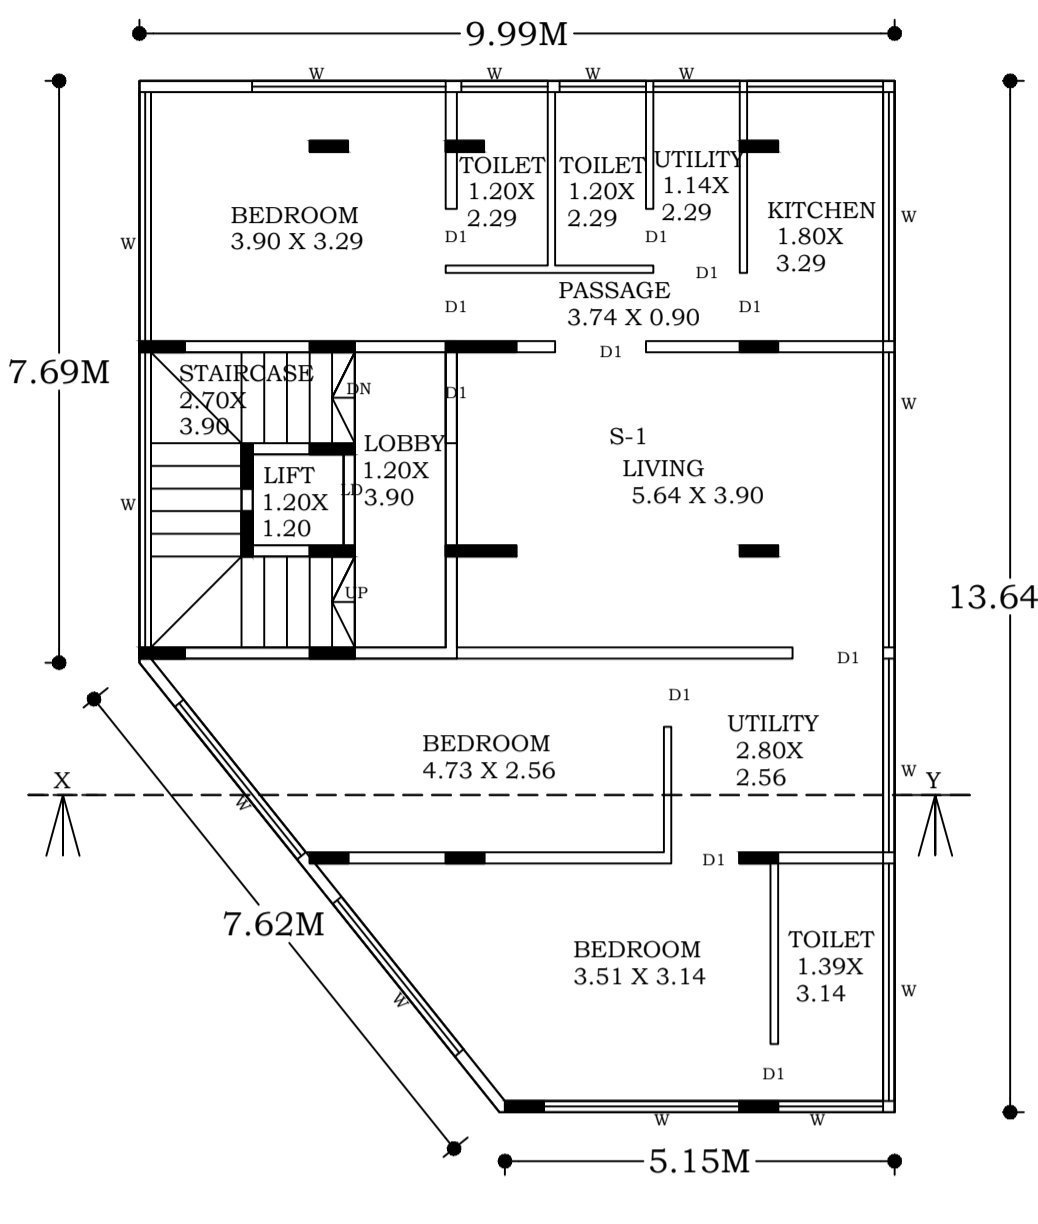 9.99M
W
W
W
W
TOILET
1.20X
2.29
TOILET
1.20X
2.29
UTILITY
1.14X
2.29
KITCHEN
1.80X
3.29
W
BEDROOM
3.90 X 3.29
W
D1
D1
D1
PASSAGE
3.74 X 0.90
D1
D1
D1
7.69M
STAIRCASE
2.70X
3.90
DN
D1
W
LOBBY
1.20X
3.90
S-1
LIVING
5.64 X 3.90
LIFT
1.20X
1.20
LD
W
UP
13.64
D1
D1
BEDROOM
4.73 X 2.56
UTILITY
2.80X
2.56
W
X
Y
W
D1
7.62M
BEDROOM
3.51 X 3.14
TOILET
1.39X
3.14
W
W
D1
W
W
5.15M